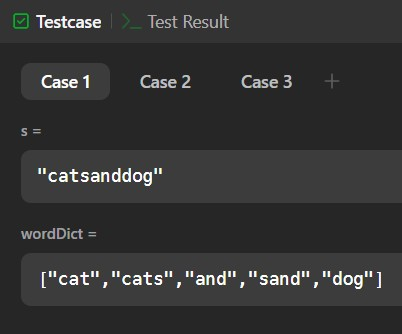 Testcase >_ Test Result
Case 1 Case 2 Case 3 +
s =
"catsanddog"
wordDict =
["cat","cats","and","sand","dog"]